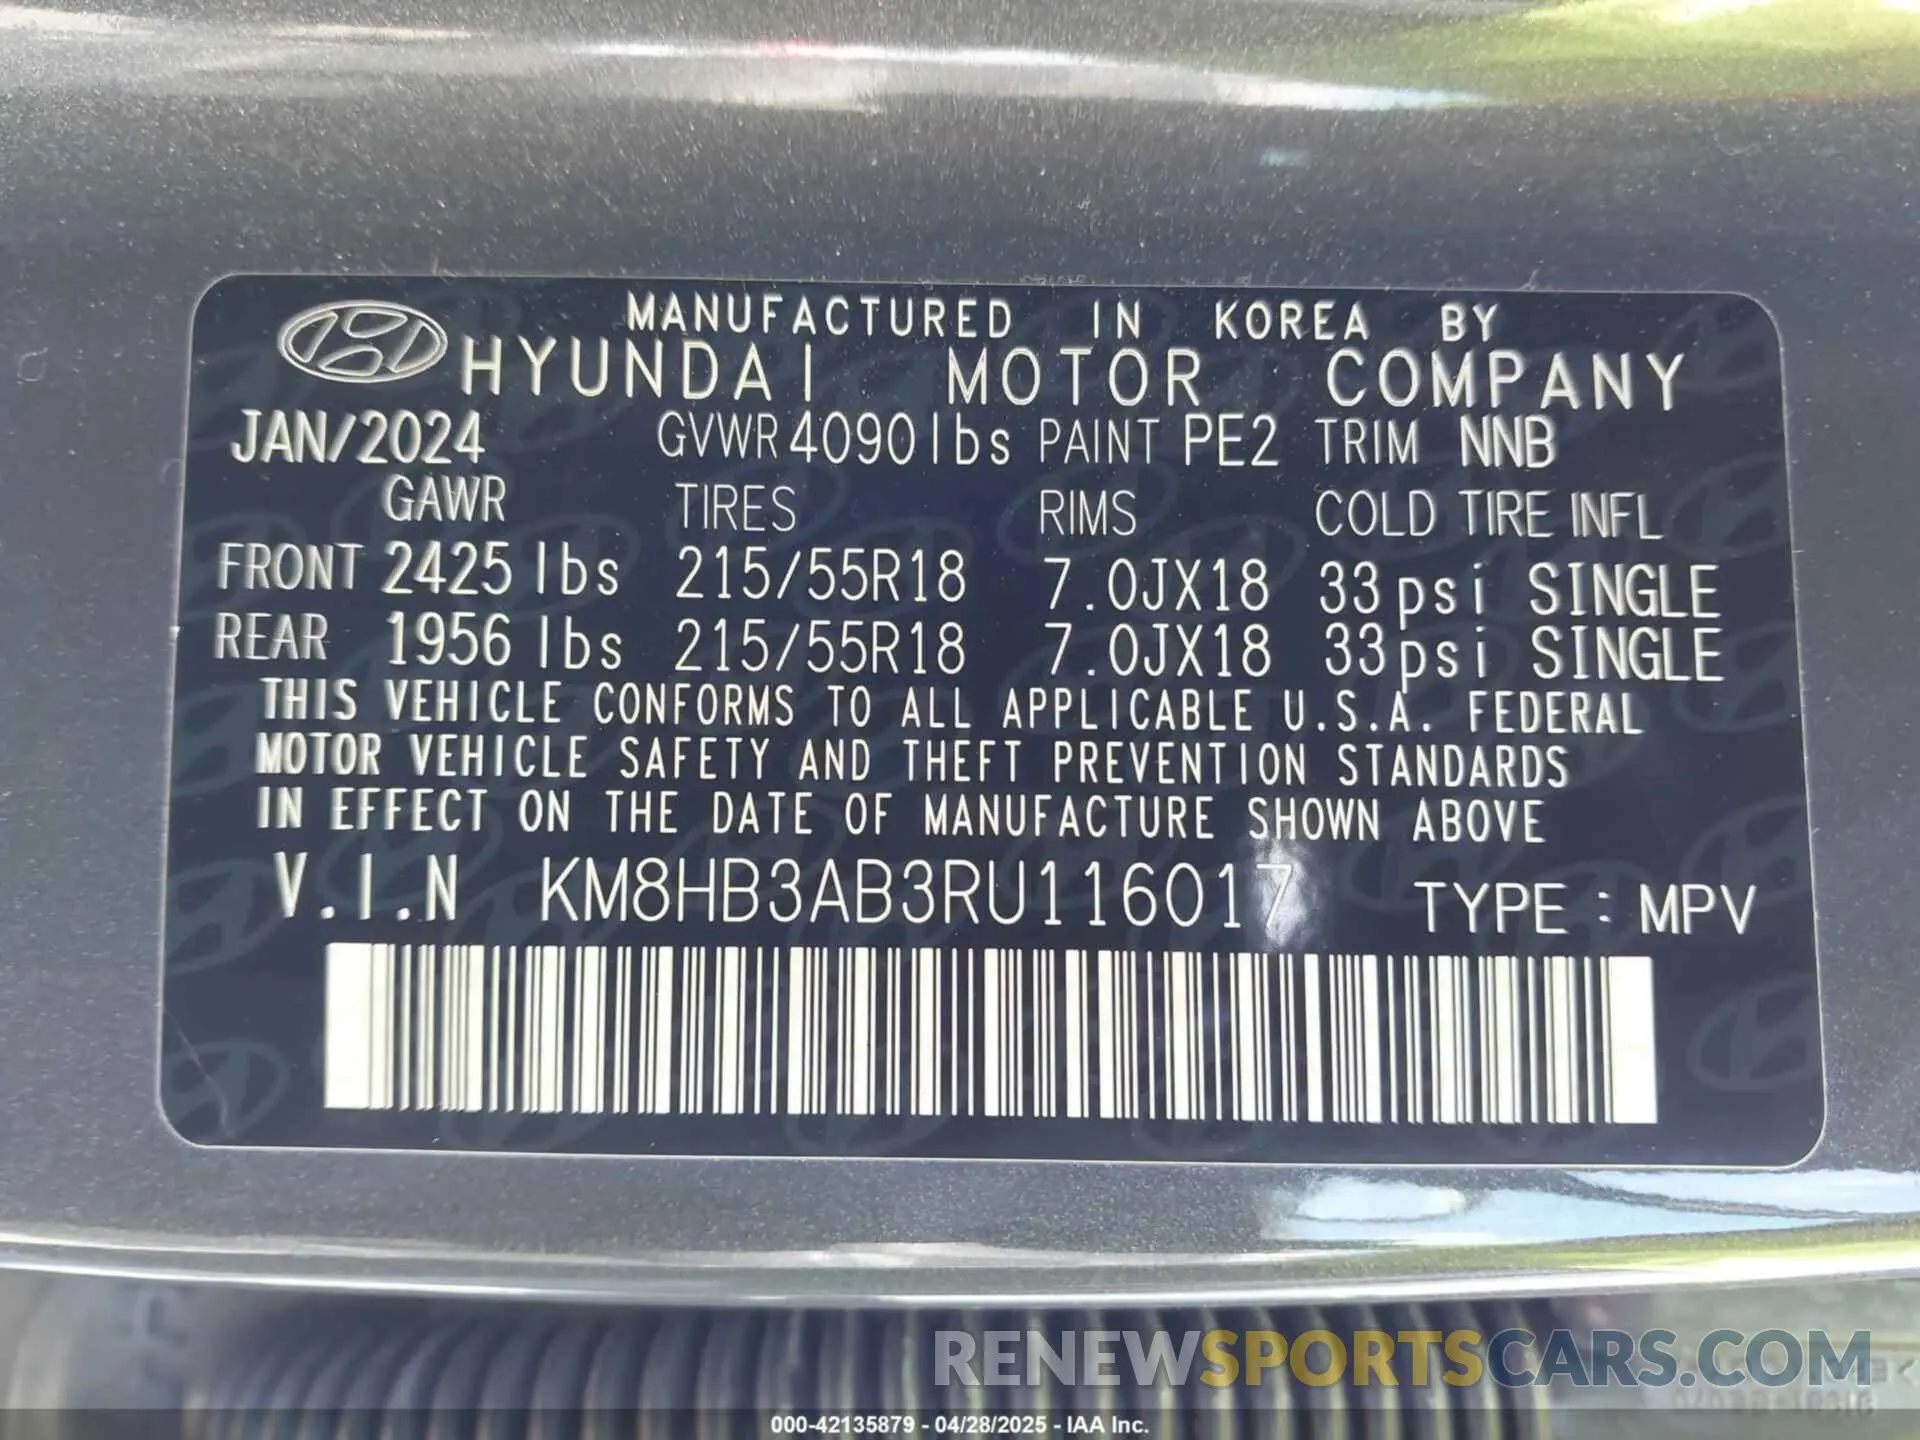 MANUFACTURED IN KOREA BY
HYUNDAI MOTOR COMPANY
JAN/2024 GVWR 4090 lbs PAINT PE2 TRIM NNB
GAWR TIRES RIMS COLD TIRE INFL
FRONT 2425 lbs 215/55R18 7.0JX18 33psi SINGLE
REAR 1956 lbs 215/55R18 7.0JX18 33psi SINGLE
THIS VEHICLE CONFORMS TO ALL APPLICABLE U.S.A. FEDERAL
MOTOR VEHICLE SAFETY AND THEFT PREVENTION STANDARDS
IN EFFECT ON THE DATE OF MANUFACTURE SHOWN ABOVE
V.I.N KM8HB3AB3RU116017 TYPE : MPV
RENEWSPORTSCARS.COM
000-42135879 - 04/28/2025 - IAA Inc.